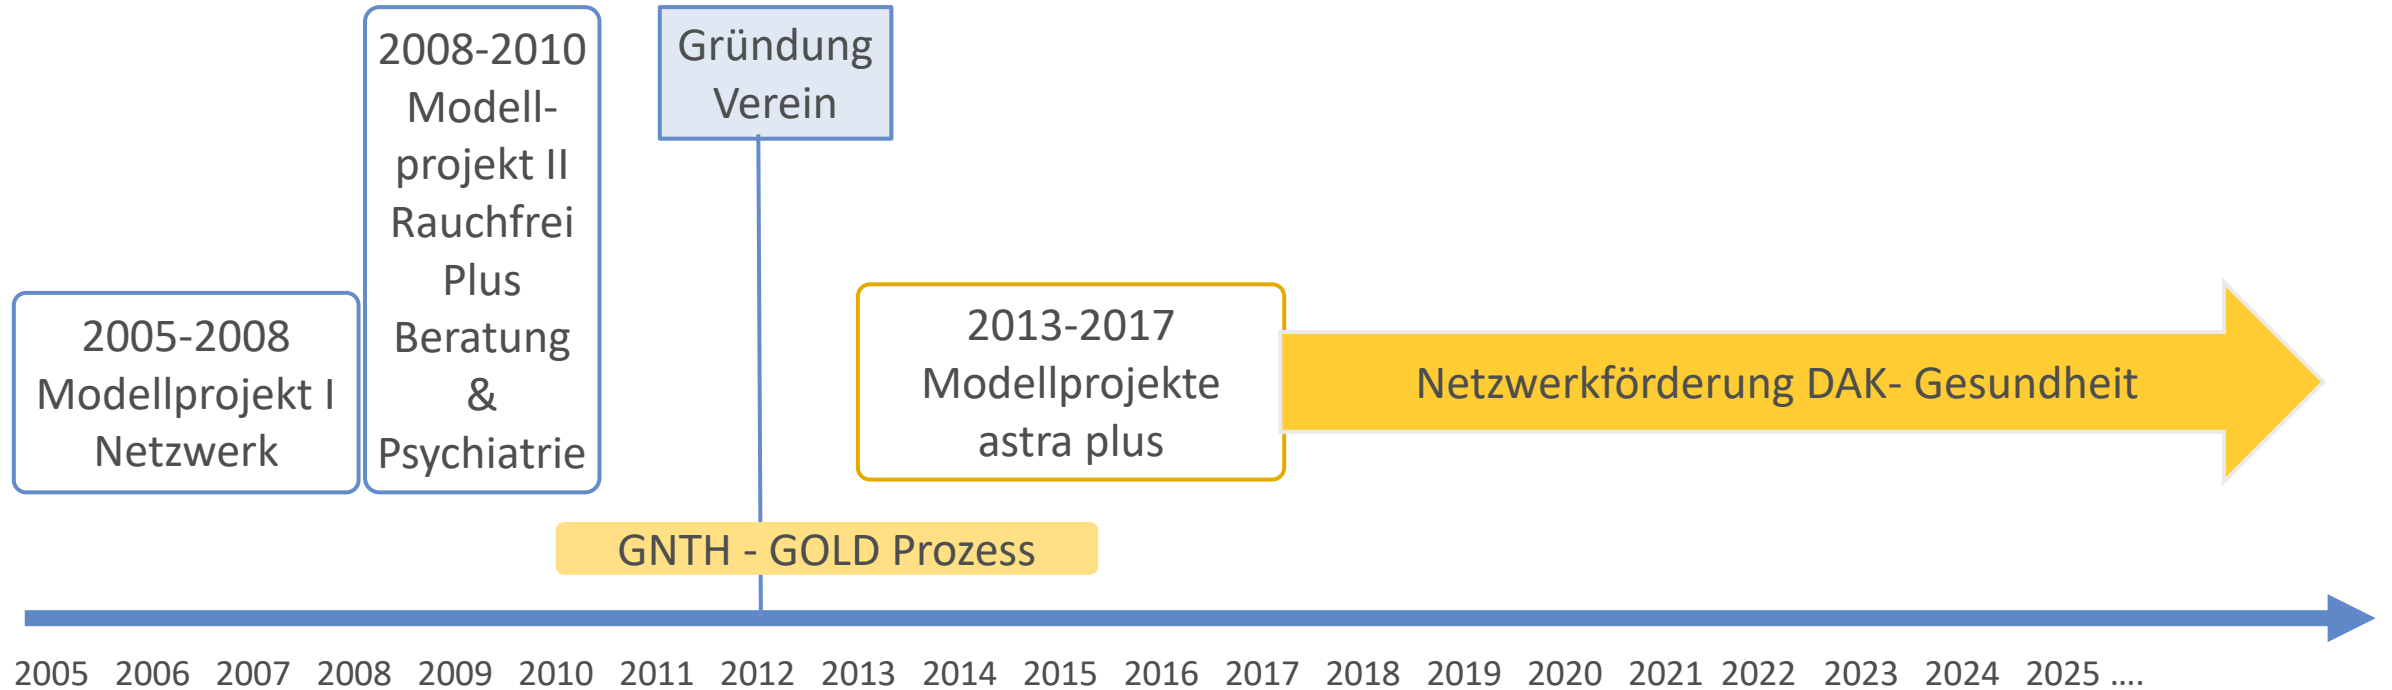 2008-2010
Modell-
projekt II
Rauchfrei
Plus
Beratung
&
Psychiatrie
Gründung
Verein
2005-2008
Modellprojekt I
Netzwerk
2013-2017
Modellprojekte
astra plus
Netzwerkförderung DAK- Gesundheit
GNTH - GOLD Prozess
2005 2006 2007 2008 2009 2010 2011 2012 2013 2014 2015 2016 2017 2018 2019 2020 2021 2022 2023 2024 2025 ....